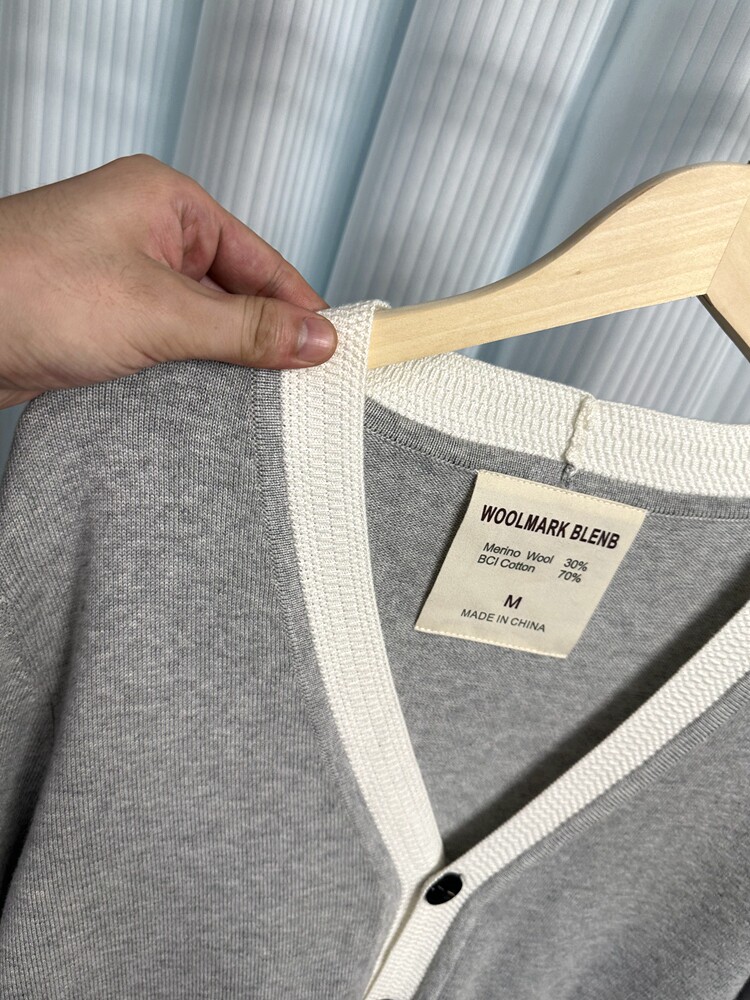 WOOLMARK BLENB
Merino Wool 30%
BCI Cotton 70%
M
MADE IN CHINA